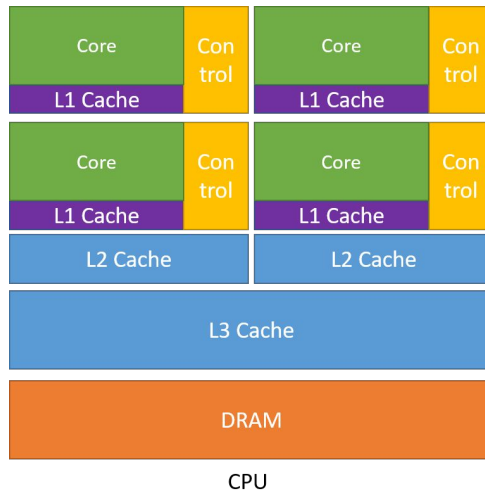 Core
Con
trol
L1 Cache
Core
Con
trol
L1 Cache
Core
Con
trol
L1 Cache
Core
Con
trol
L1 Cache
L2 Cache
L2 Cache
L3 Cache
DRAM
CPU